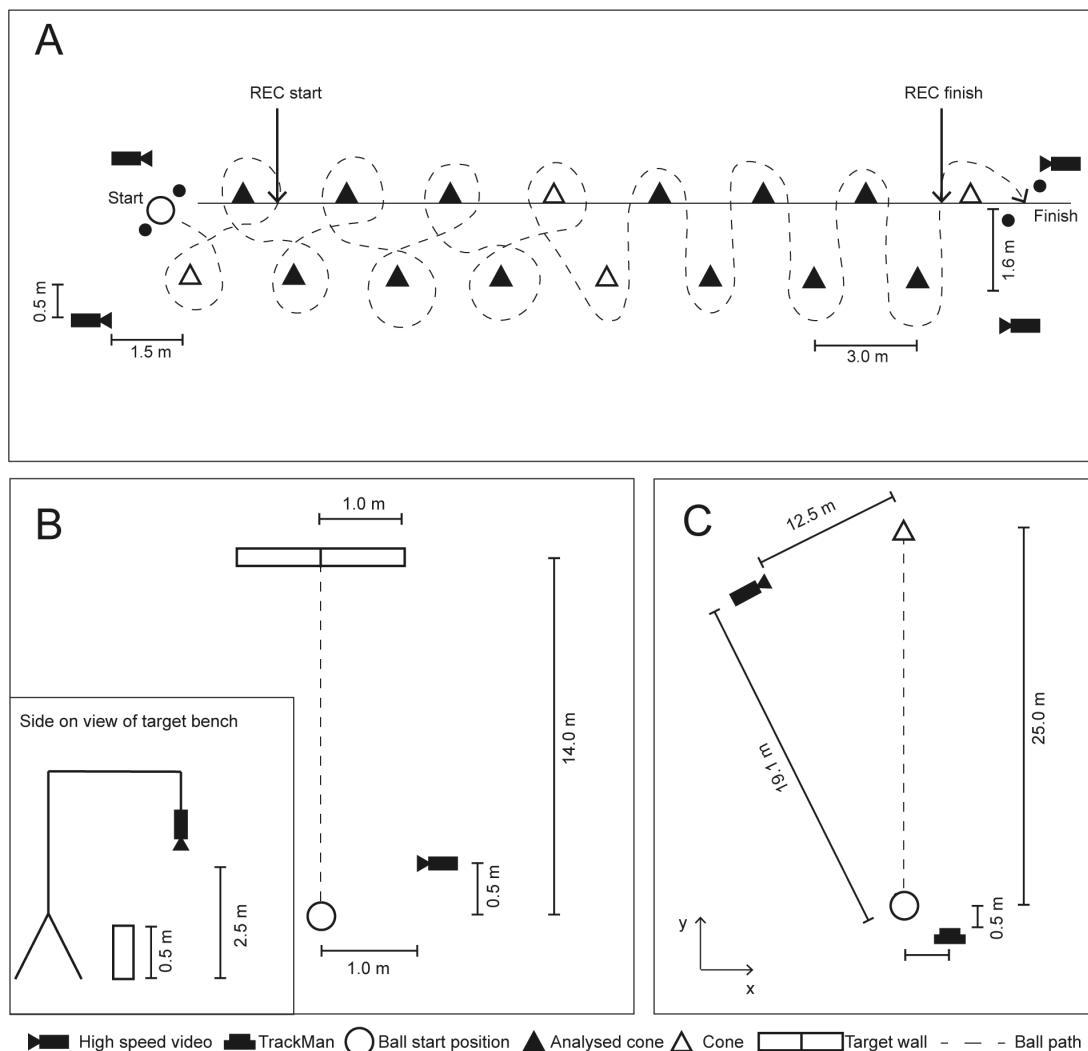 A
REC start
REC finish
Start
Finish
1.6 m
0.5 m
1.5 m
3.0 m
B
1.0 m
14.0 m
0.5 m
1.0 m
Side on view of target bench
2.5 m
0.5 m
C
12.5 m
19.1 m
25.0 m
0.5 m
y
x
High speed video TrackMan Ball start position Analysed cone Cone Target wall Ball path